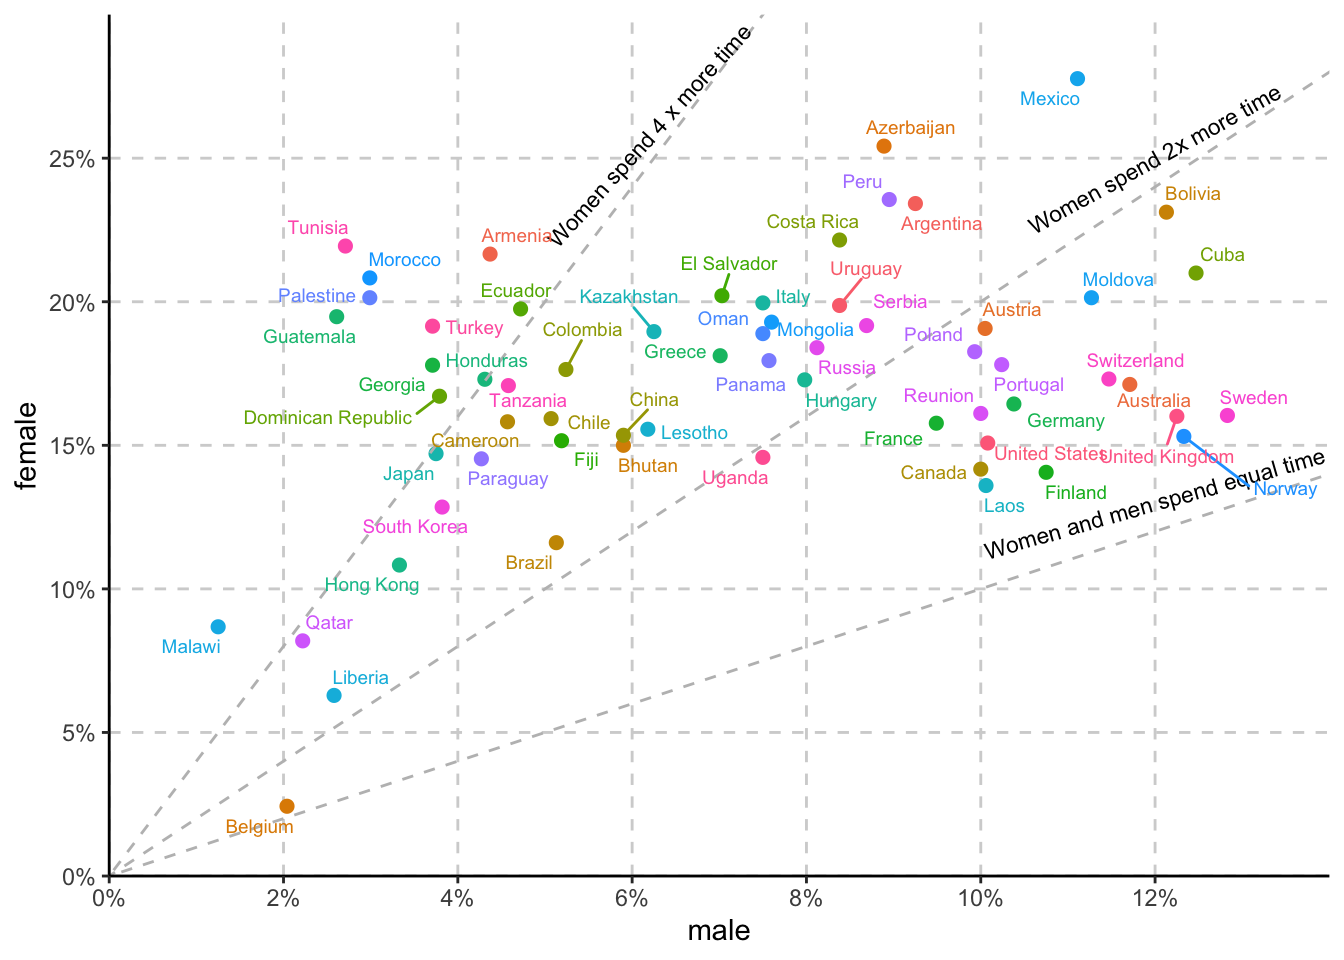 Women spend 4 x more time
Mexico
Women spend 2x more time
Azerbaijan
25%
Peru
Bolivia
Tunisia
Costa Rica
Argentina
Armenia
Morocco
El Salvador
Uruguay
Cuba
Moldova
Palestine
Ecuador
Kazakhstan
Italy
Serbia
20%
Austria
Guatemala
Turkey
Colombia
Oman
Mongolia
Poland
Honduras
Greece
Russia
Switzerland
Georgia
Panama
Portugal
Dominican Republic
Tanzania
China
Hungary
Reunion
Australia
Sweden
Cameroon
Chile
Lesotho
France
Germany
15%
Fiji
Bhutan
United States
United Kingdom
Japan
Paraguay
Uganda
Canada
Finland
Norway
Laos
South Korea
Women and men spend equal time
Brazil
Hong Kong
10%
Qatar
Malawi
Liberia
5%
Belgium
0%
0%
2%
4%
6%
8%
10%
12%
male
female